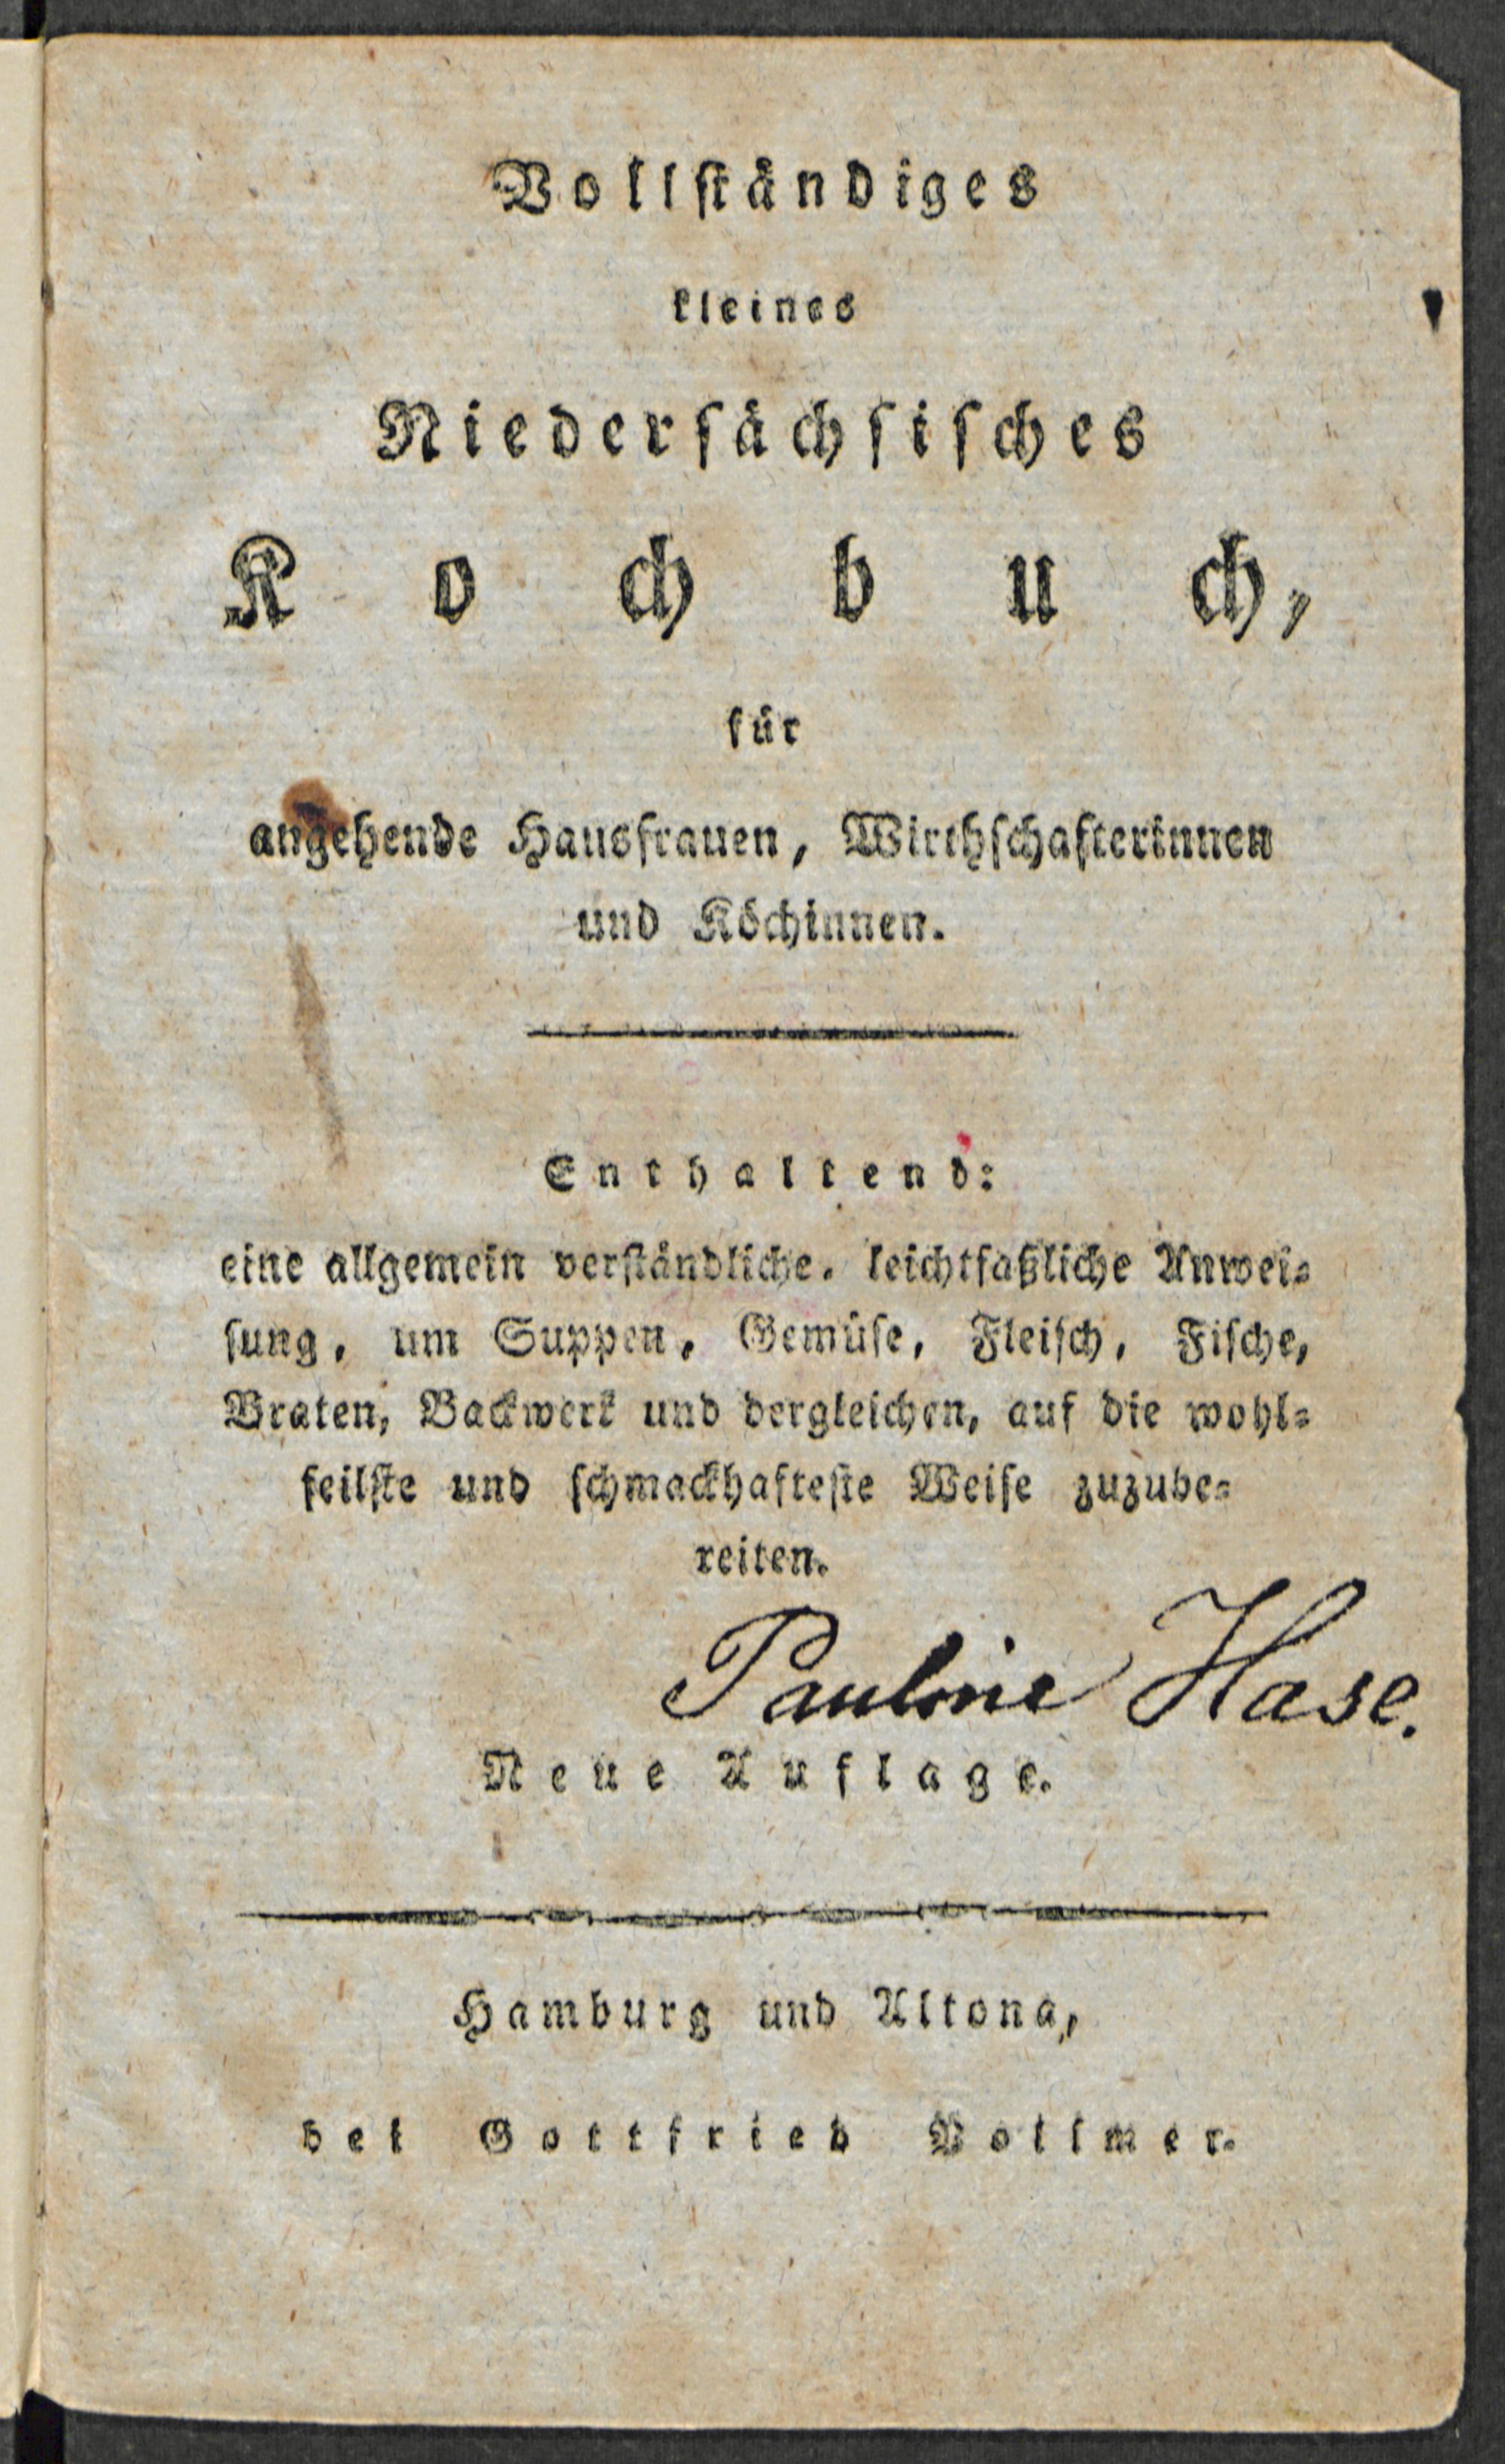 Vollständiges
kleines
Niedersächsisches
Kochbuch,
für
angehende Hausfrauen, Wirthschafterinnen
und Köchinnen.
Enthaltend:
eine allgemein verständliche, leichtfaßliche Anwei-
sung, um Suppen, Gemüse, Fleisch, Fische,
Braten, Backwerk und dergleichen, auf die wohl-
feilste und schmackhafteste Weise zuzube-
reiten.
Pauline Hase.
Neue Auflage.
Hamburg und Altona,
bei Gottfried Vollmer.